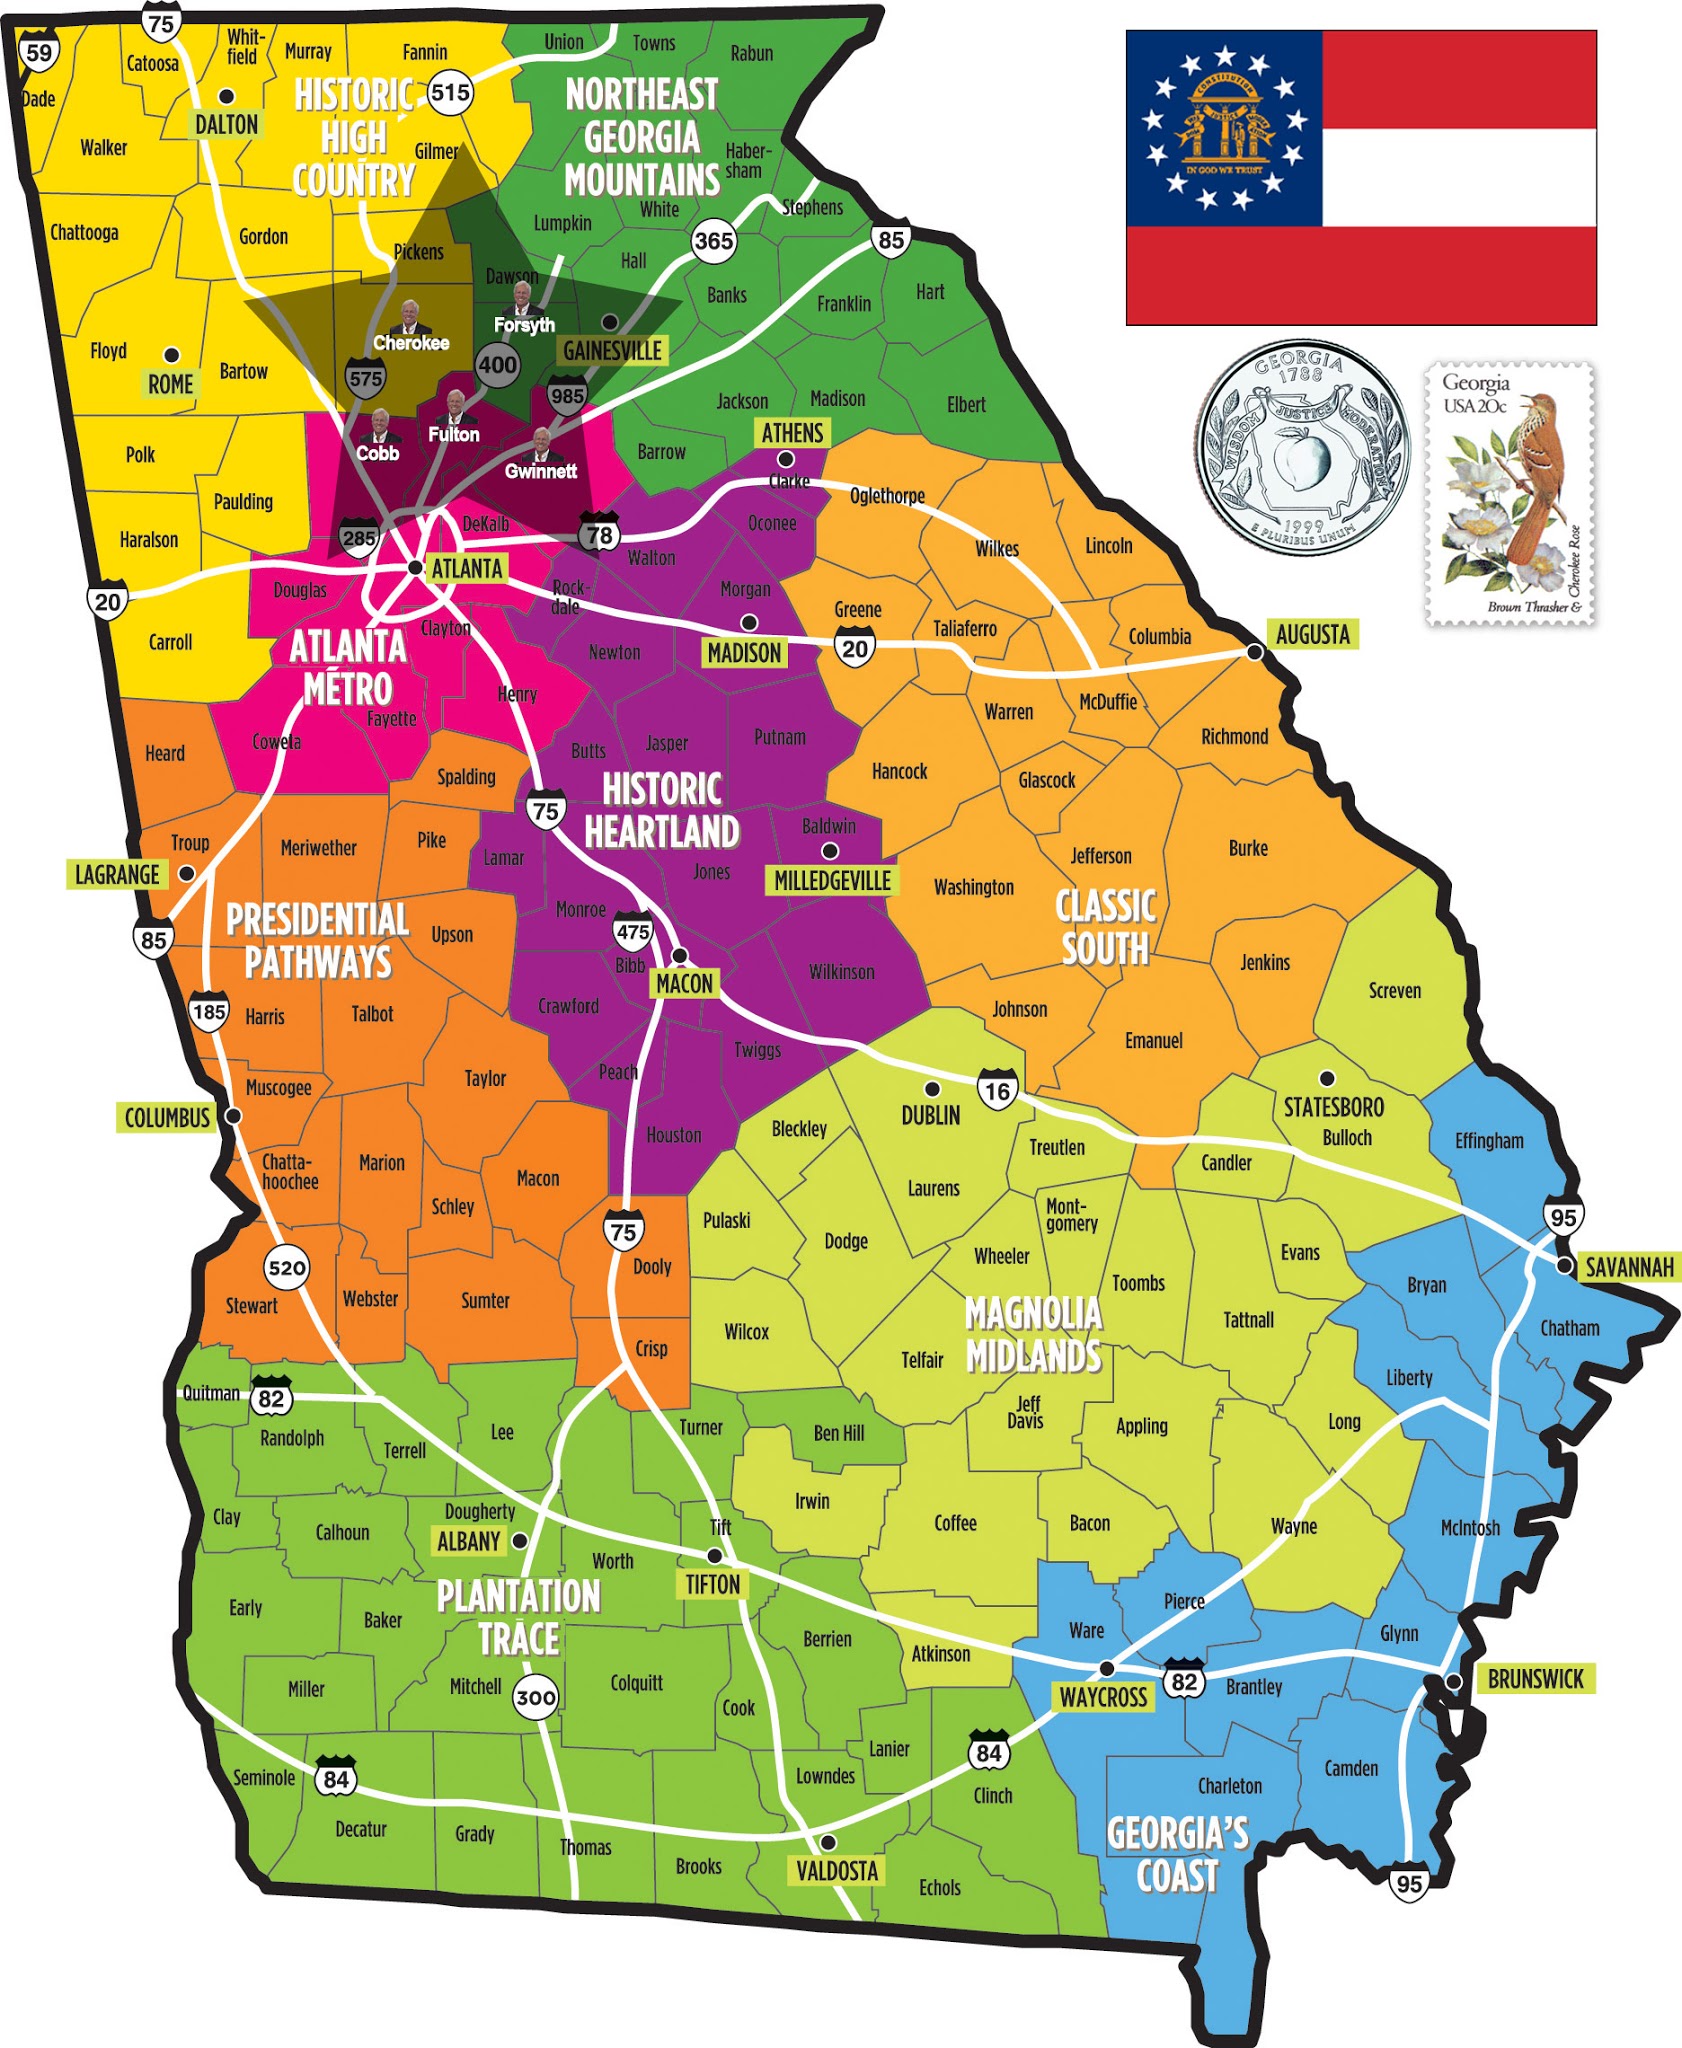 75
59
Catoosa
Whit-
field
Murray
Fannin
Dade
Walker
DALTON
HISTORIC
HIGH
COUNTRY
515
Gilmer
Union
Towns
Rabun
NORTHEAST
GEORGIA
MOUNTAINS
Haber-
sham
White
Stephens
Lumpkin
365
85
Chattooga
Gordon
Pickens
Dawson
Hall
Banks
Franklin
Hart
Cherokee
Forsyth
GAINESVILLE
Floyd
ROME
Bartow
575
400
985
Jackson
Madison
Elbert
Polk
Cobb
Fulton
Gwinnett
Barrow
ATHENS
Clarke
Paulding
Haralson
285
DeKalb
78
Walton
Oconee
Oglethorpe
Wilkes
Lincoln
20
Douglas
ATLANTA
Rock-
dale
Morgan
Greene
Taliaferro
Columbia
AUGUSTA
Carroll
ATLANTA
METRO
Clayton
Newton
MADISON
20
Henry
Fayette
Coweta
Heard
Warren
McDuffie
Richmond
Spalding
Butts
Jasper
Putnam
Hancock
Glascock
75
HISTORIC
HEARTLAND
Troup
Meriwether
Pike
Lamar
Baldwin
MILLEDGEVILLE
Jones
Jefferson
Burke
LAGRANGE
Washington
CLASSIC
SOUTH
PRESIDENTIAL
PATHWAYS
85
Upson
Monroe
475
Bibb
MACON
Wilkinson
Jenkins
Screven
185
Harris
Talbot
Crawford
Johnson
Emanuel
Twiggs
Peach
Taylor
Muscogee
COLUMBUS
16
DUBLIN
STATESBORO
Bulloch
Effingham
Houston
Bleckley
Treutlen
Candler
Chatta-
hoochee
Marion
Macon
Schley
Laurens
Pulaski
Dodge
Mont-
gomery
Wheeler
Evans
95
SAVANNAH
75
Dooly
520
Stewart
Webster
Sumter
Toombs
Bryan
MAGNOLIA
MIDLANDS
Tattnall
Chatham
Wilcox
Crisp
Telfair
Liberty
Quitman
82
Randolph
Terrell
Lee
Turner
Ben Hill
Jeff
Davis
Appling
Long
Clay
Calhoun
Dougherty
ALBANY
Irwin
Tift
Coffee
Bacon
Wayne
McIntosh
Worth
TIFTON
PLANTATION
TRACE
Early
Baker
Berrien
Atkinson
Ware
Pierce
Glynn
Miller
Mitchell
300
Colquitt
Cook
WAYCROSS
82
Brantley
BRUNSWICK
Lanier
84
Seminole
84
Lowndes
Clinch
Charleton
Camden
Decatur
Grady
Thomas
Brooks
VALDOSTA
Echols
GEORGIA'S
COAST
95
CONSTITUTION
WISDOM
JUSTICE
IN GOD WE TRUST
GEORGIA
1788
WISDOM
JUSTICE
MODERATION
1999
E PLURIBUS UNUM
Georgia
USA 20c
Brown Thrasher &
Cherokee Rose